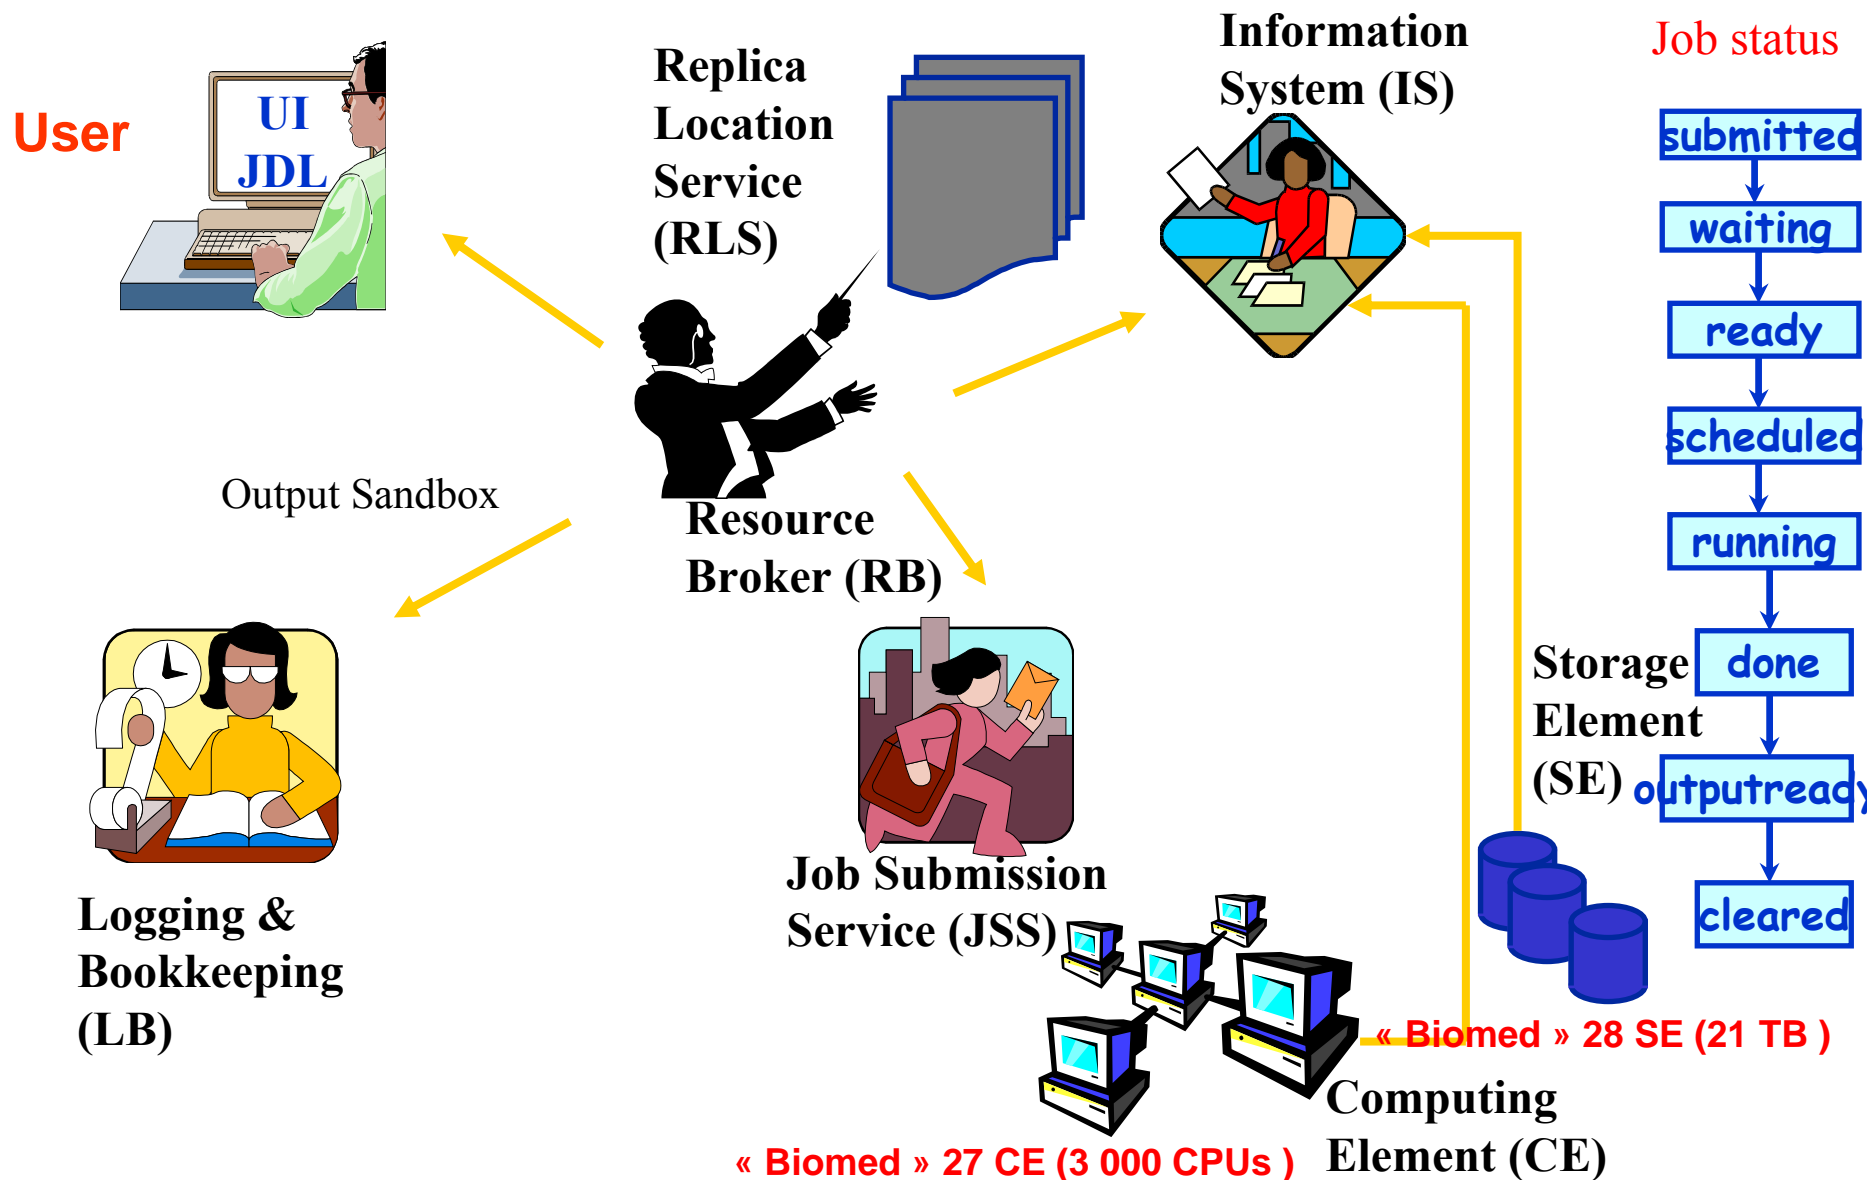 User
UI
JDL
Replica
Location
Service
(RLS)
Information
System (IS)
Job status
submitted
waiting
ready
scheduled
running
done
outputready
cleared
Output Sandbox
Resource
Broker (RB)
Storage
Element
(SE)
Logging &
Bookkeeping
(LB)
Job Submission
Service (JSS)
« Biomed » 28 SE (21 TB )
Computing
Element (CE)
« Biomed » 27 CE (3 000 CPUs )